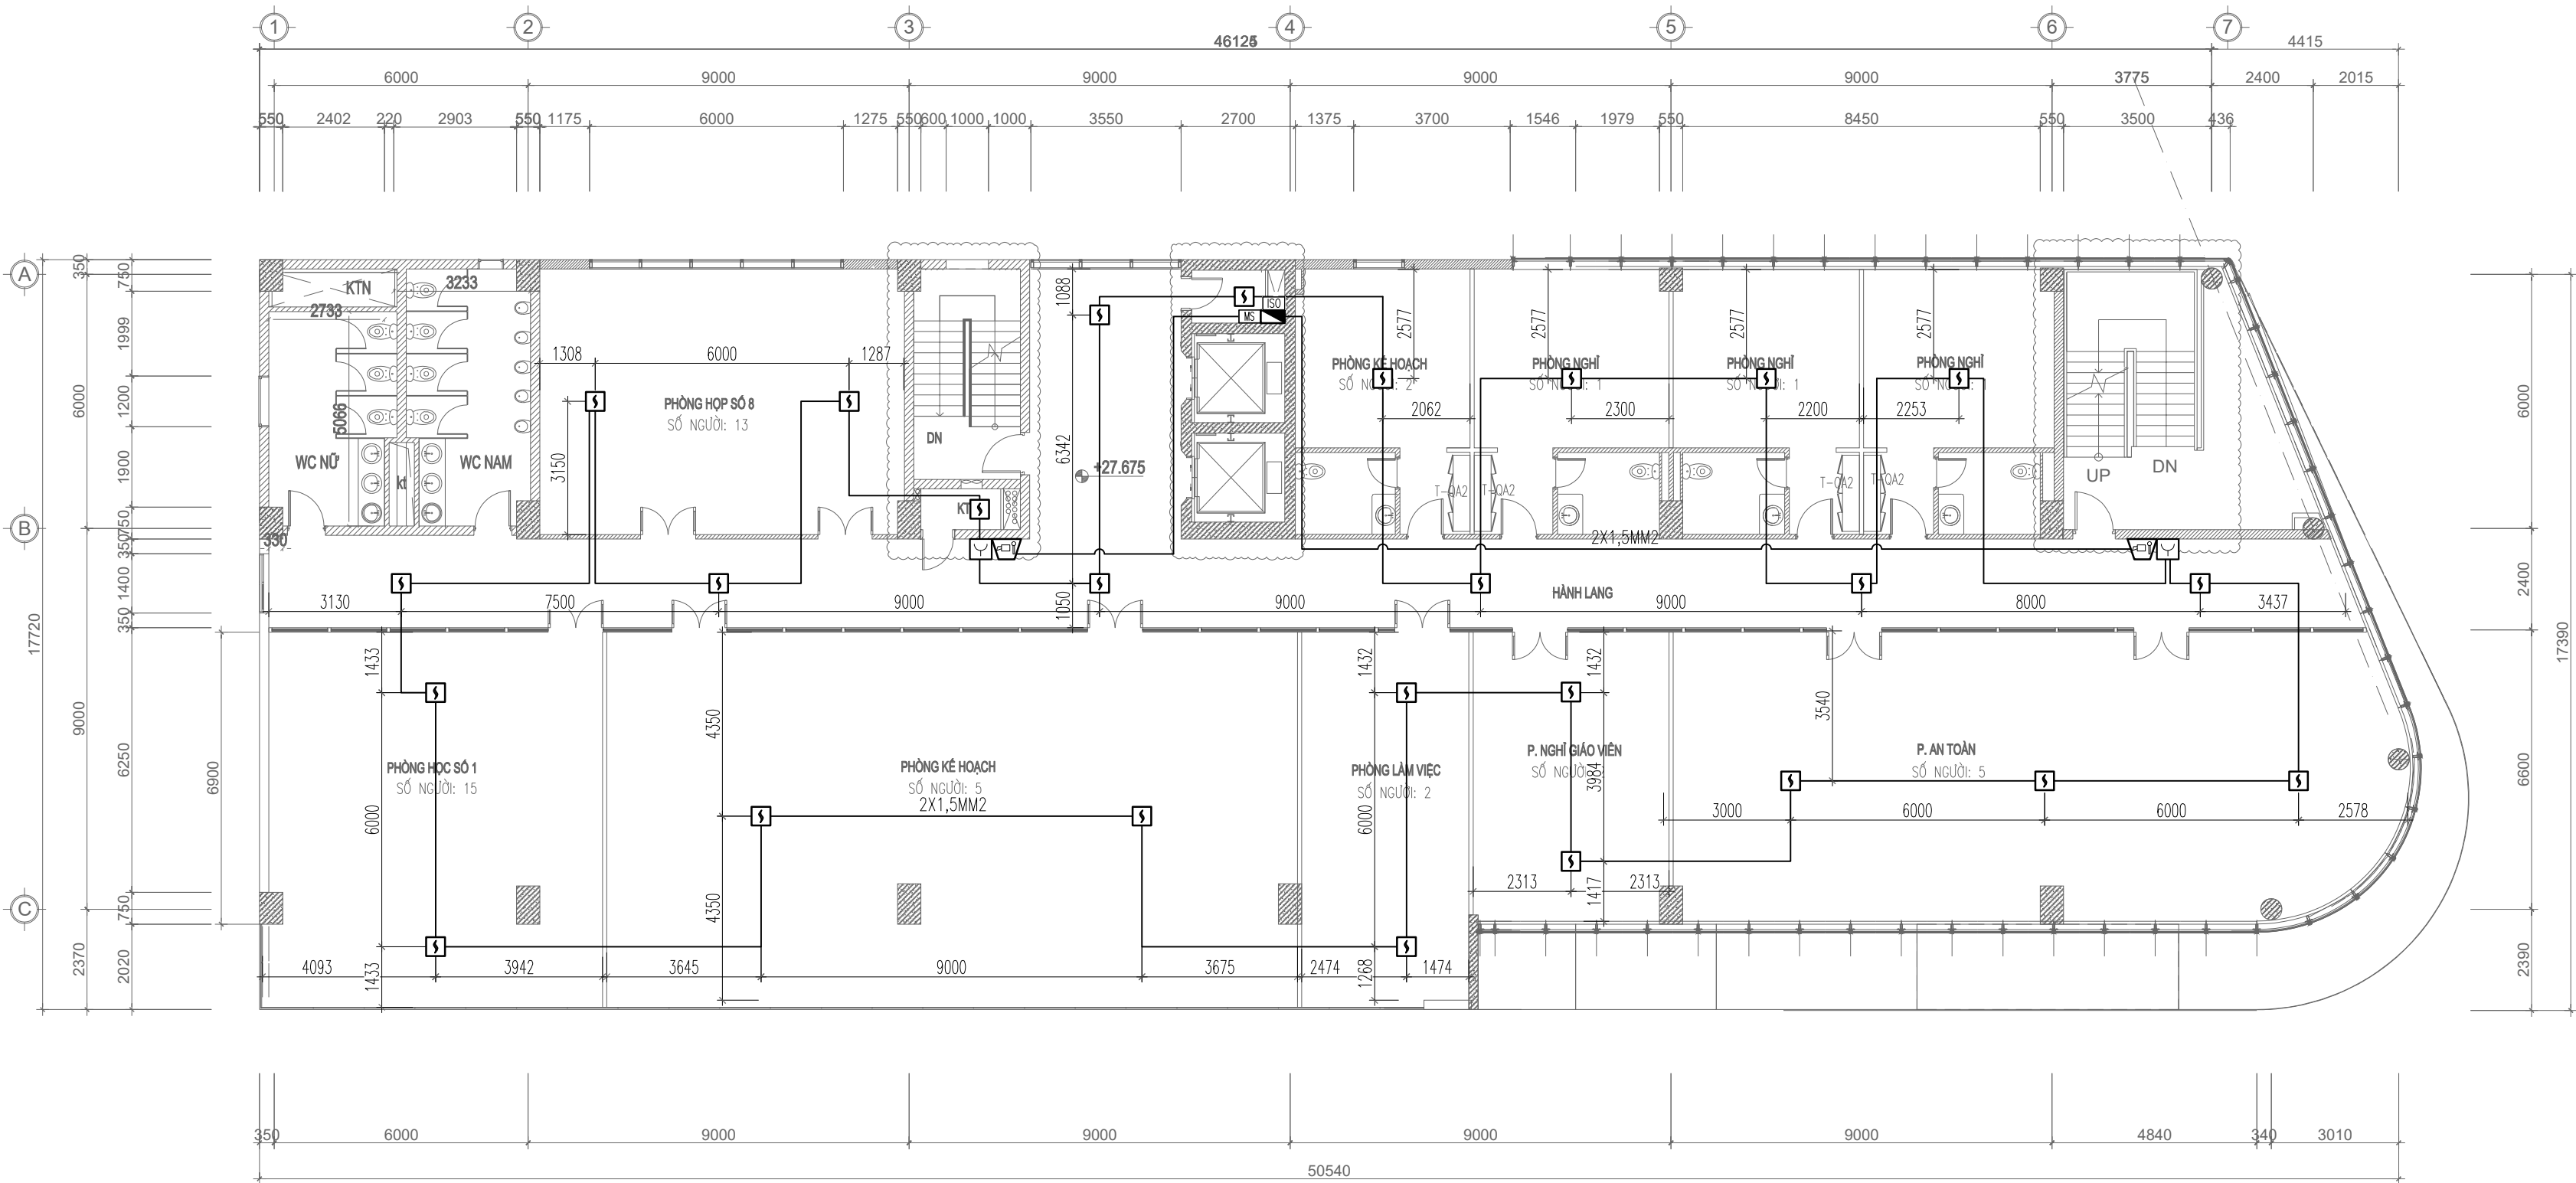 1 2 3 4 5 6 7
4415
6000 9000 9000 9000 9000 3775 2400 2015
550 2402 220 2903 550 1175 6000 1275 550 600 1000 1000 3550 2700 1375 3700 1546 1979 550 8450 550 3500 436
A
B
C
350
6000
9000
2370
17720
750
1999
1200
1900
750
350
1400
350
6250
750
2020
6900
KTN
3233
2733
5066
WC NỮ
kt
WC NAM
330
1308 6000 1287
PHÒNG HỌP SỐ 8
SỐ NGƯỜI: 13
3150
DN
1088
6342
+27.675
1050
ISO
MS
2577 2577 2577 2577
PHÒNG KẾ HOẠCH
PHÒNG NGHỈ
PHÒNG NGHỈ
PHÒNG NGHỈ
2062 2300 2200 2253
T-QA2 T-QA2 T-QA2 T-QA2
UP DN
2X1,5MM2
HÀNH LANG
3130 7500 9000 9000 9000 8000 3437
1433
6000
1433
PHÒNG HỌC SỐ 1
SỐ NGƯỜI: 15
4350
4350
PHÒNG KẾ HOẠCH
SỐ NGƯỜI: 5
2X1,5MM2
1432
6000
1268
PHÒNG LÀM VIỆC
SỐ NGƯỜI: 2
1432
3984
1417
P. NGHỈ GIÁO VIÊN
3540
P. AN TOÀN
SỐ NGƯỜI: 5
3000 6000 6000 2578
2313 2313
4093 3942 3645 9000 3675 2474 1474
6000
2400
6600
2390
17390
350 6000 9000 9000 9000 9000 4840 340 3010
50540